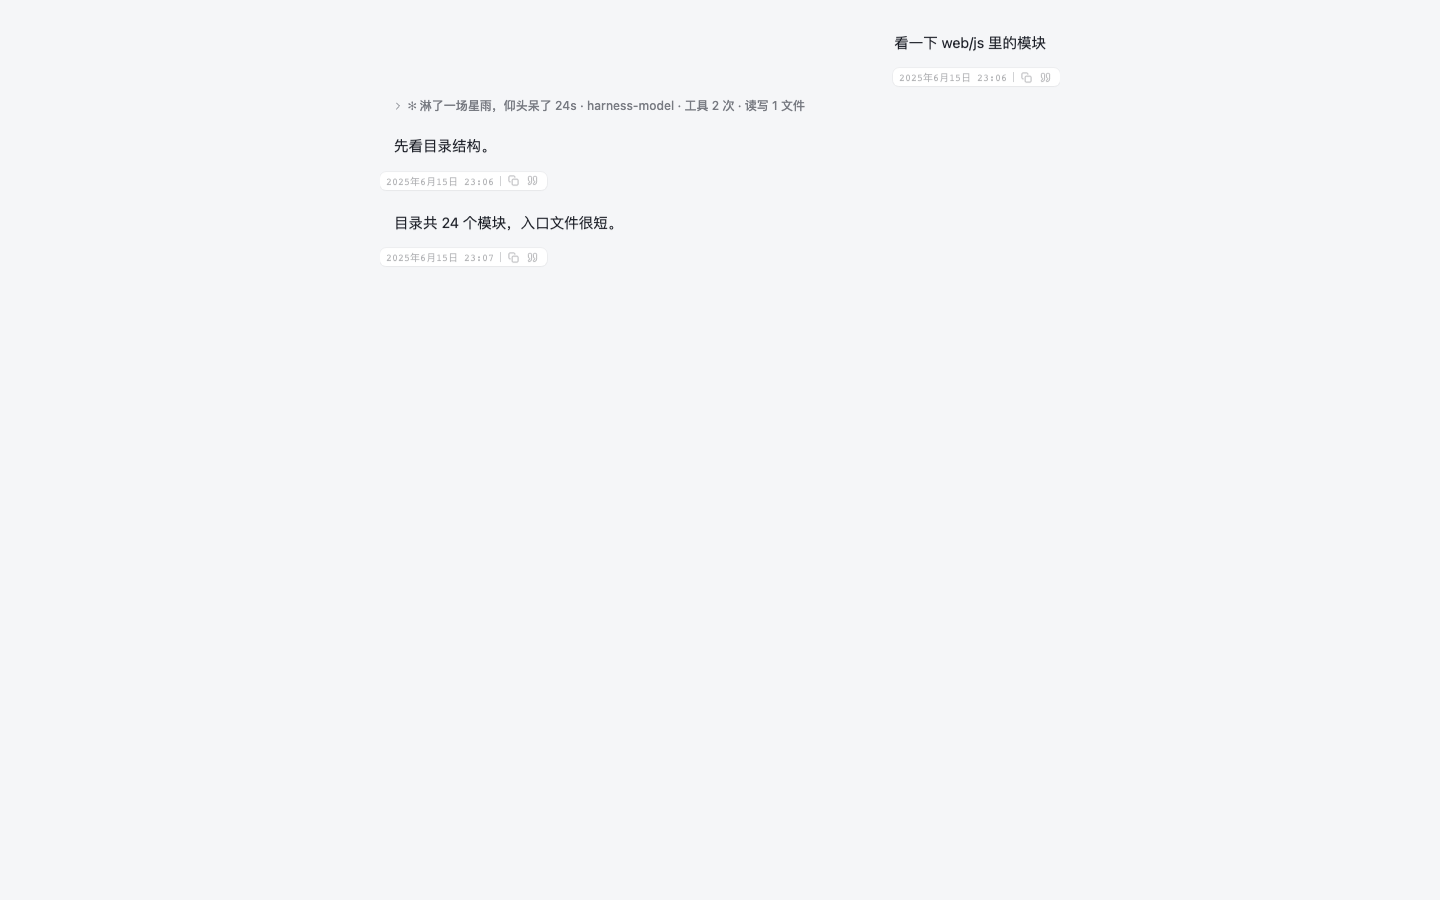 看一下 web/js 里的模块
2025年6月15日 23:06
✻ 淋了一场星雨，仰头呆了 24s · harness-model · 工具 2 次 · 读写 1 文件
先看目录结构。
2025年6月15日 23:06
目录共 24 个模块，入口文件很短。
2025年6月15日 23:07